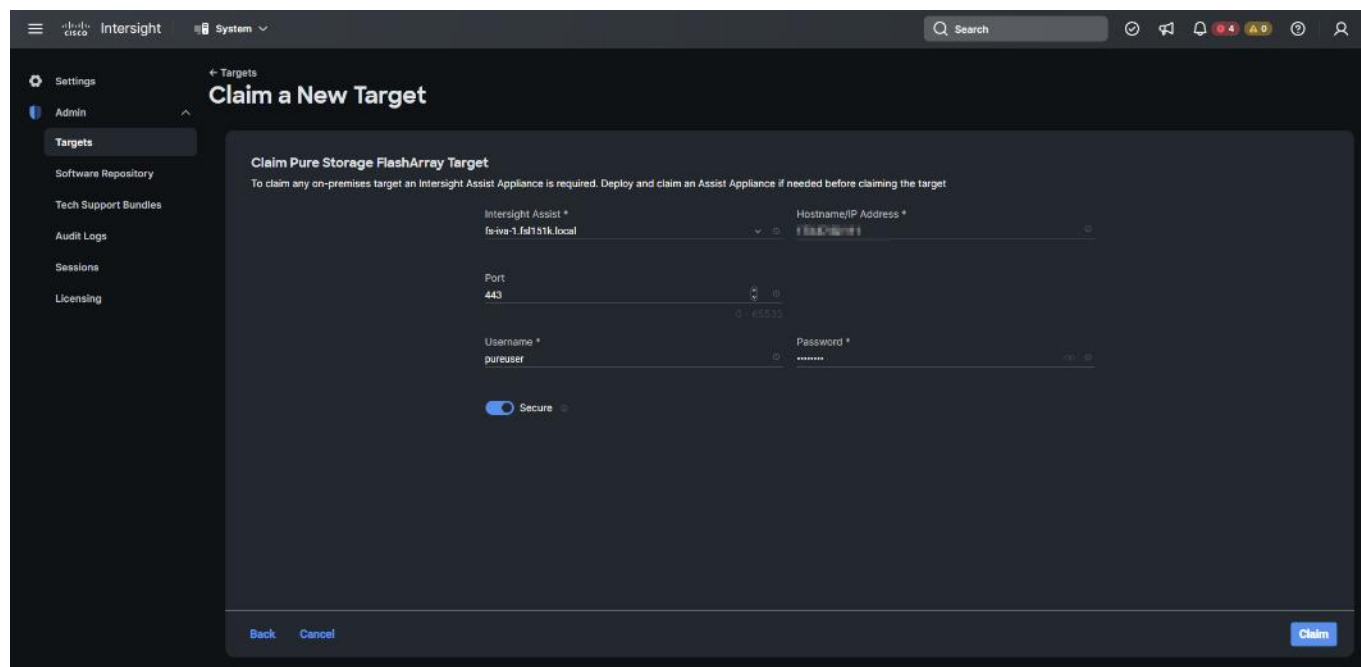 cisco Intersight System Search 4 0
← Targets
Claim a New Target
Settings
Admin
Targets
Software Repository
Tech Support Bundles
Audit Logs
Sessions
Licensing
Claim Pure Storage FlashArray Target
To claim any on-premises target an Intersight Assist Appliance is required. Deploy and claim an Assist Appliance if needed before claiming the target
Intersight Assist * Hostname/IP Address *
fs-iva-1.fsl151k.local
Port
443
0 - 65535
Username * Password *
pureuser ••••••••
Secure
Back Cancel Claim